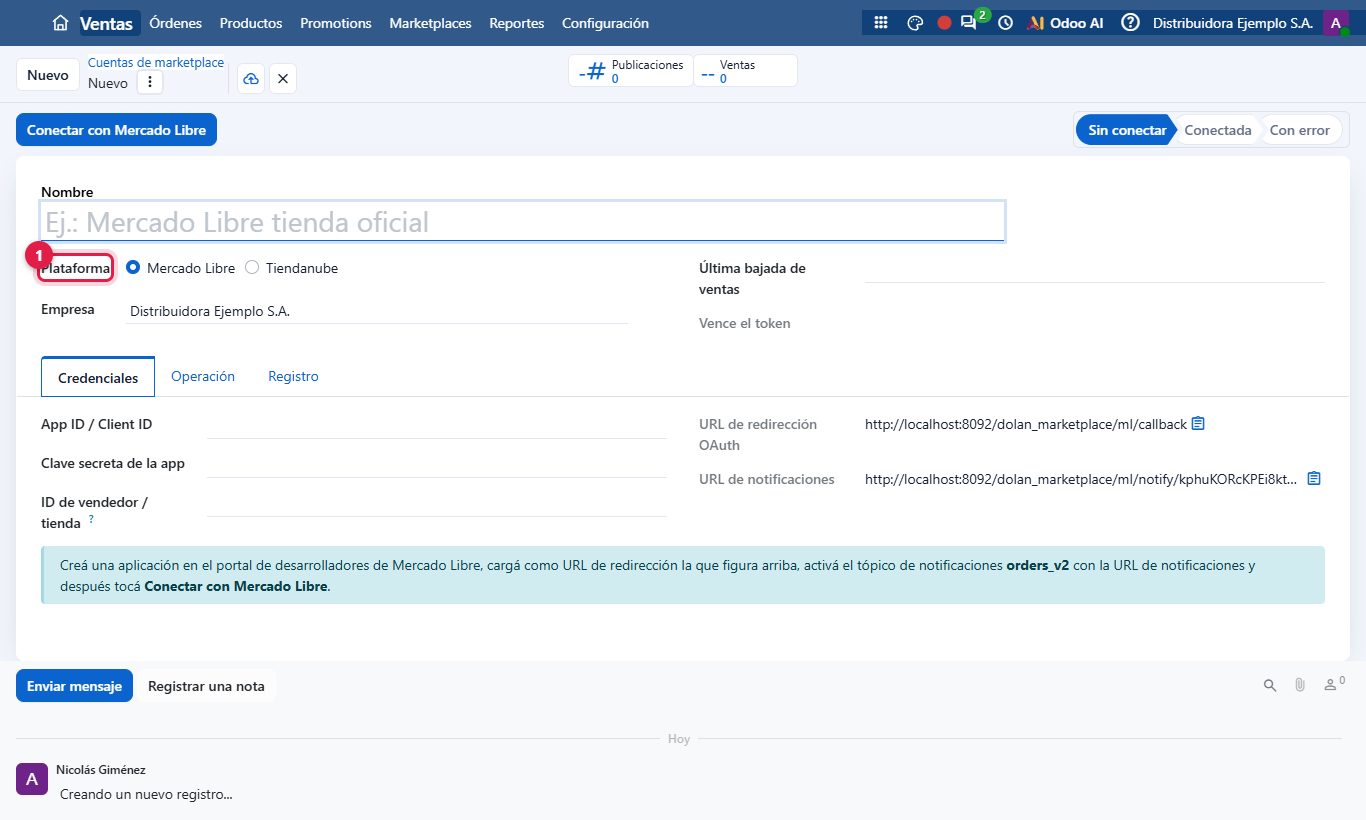 Ventas Órdenes Productos Promotions Marketplaces Reportes Configuración 2 Odoo AI Distribuidora Ejemplo S.A. A
Nuevo
Cuentas de marketplace
Nuevo
Publicaciones
0
Ventas
0
Conectar con Mercado Libre
Sin conectar Conectada Con error
Nombre
Ej.: Mercado Libre tienda oficial
1
Plataforma Mercado Libre Tiendanube
Empresa Distribuidora Ejemplo S.A.
Última bajada de
ventas
Vence el token
Credenciales Operación Registro
App ID / Client ID
Clave secreta de la app
ID de vendedor /
tienda ?
URL de redirección
OAuth
http://localhost:8092/dolan_marketplace/ml/callback
URL de notificaciones http://localhost:8092/dolan_marketplace/ml/notify/kphuKORcKPEi8kt...
Creá una aplicación en el portal de desarrolladores de Mercado Libre, cargá como URL de redirección la que figura arriba, activá el tópico de notificaciones orders_v2 con la URL de notificaciones y
después tocá Conectar con Mercado Libre.
Enviar mensaje Registrar una nota 0
Hoy
A
Nicolás Giménez
Creando un nuevo registro...